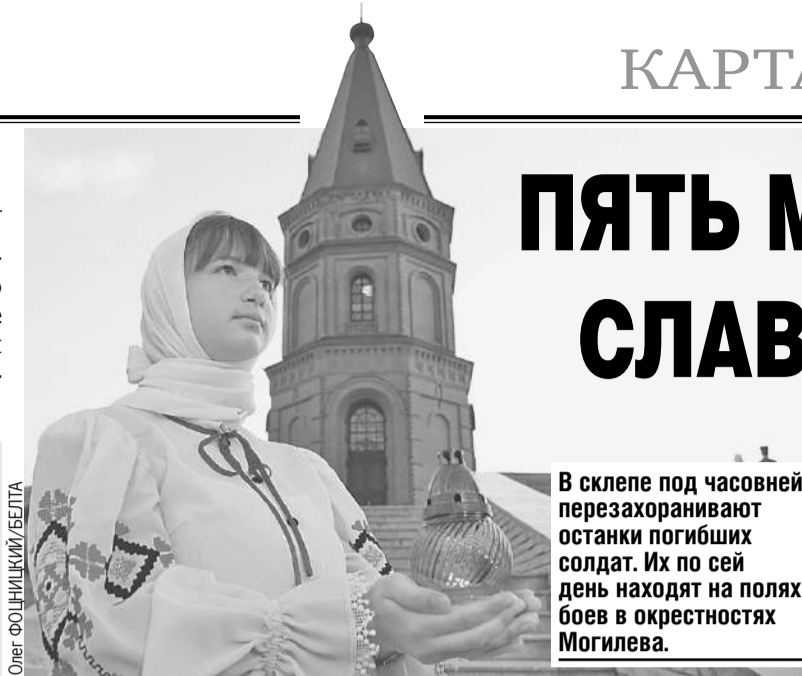 КАРТА
ПЯТЬ М
СЛАВ
В склепе под часовней
перезахоранивают
останки погибших
солдат. Их по сей
день находят на полях
боев в окрестностях
Могилева.
Олег ФОЦНИЦКИЙ/БЕЛТА